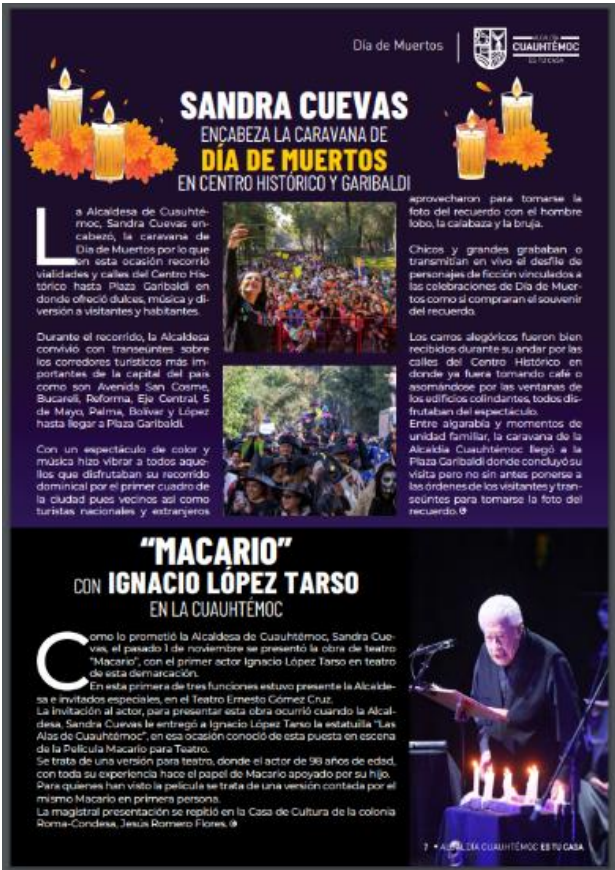 Día de Muertos
ALCALDÍA
CUAUHTÉMOC
ES TU CASA
SANDRA CUEVAS
ENCABEZA LA CARAVANA DE
DÍA DE MUERTOS
EN CENTRO HISTÓRICO Y GARIBALDI
La Alcaldesa de Cuauhté-
moc, Sandra Cuevas en-
cabezó, la caravana de
Día de Muertos por lo que
en esta ocasión recorrió
vialidades y calles del Centro His-
tórico hasta Plaza Garibaldi en
donde ofreció dulces, música y di-
versión a visitantes y habitantes.
Durante el recorrido, la Alcaldesa
convivió con transeúntes sobre
los corredores turísticos más im-
portantes de la capital del país
como son Avenida San Cosme,
Bucareli, Reforma, Eje Central, 5
de Mayo, Palma, Bolívar y López
hasta llegar a Plaza Garibaldi.
Con un espectáculo de color y
música hizo vibrar a todos aque-
llos que disfrutaban su recorrido
dominical por el primer cuadro de
la ciudad pues vecinos así como
turistas nacionales y extranjeros
aprovecharon para tomarse la
foto del recuerdo con el hombre
lobo, la calabaza y la bruja.
Chicos y grandes grababan o
transmitían en vivo el desfile de
personajes de ficción vinculados a
las celebraciones de Día de Muer-
tos como si compraran el souvenir
del recuerdo.
Los carros alegóricos fueron bien
recibidos durante su andar por las
calles del Centro Histórico en
donde ya fuera tomando café o
asomándose por las ventanas de
los edificios colindantes, todos dis-
frutaban del espectáculo.
Entre algarabía y momentos de
unidad familiar, la caravana de la
Alcaldía Cuauhtémoc llegó a la
Plaza Garibaldi donde concluyó su
visita pero no sin antes ponerse a
las órdenes de los visitantes y tran-
seúntes para tomarse la foto del
recuerdo.
"MACARIO"
CON IGNACIO LÓPEZ TARSO
EN LA CUAUHTÉMOC
Como lo prometió la Alcaldesa de Cuauhtémoc, Sandra Cue-
vas, el pasado 1 de noviembre se presentó la obra de teatro
"Macario", con el primer actor Ignacio López Tarso en teatro
de esta demarcación.
En esta primera de tres funciones estuvo presente la Alcalde-
sa e invitados especiales, en el Teatro Ernesto Gómez Cruz.
La invitación al actor, para presentar esta obra ocurrió cuando la Alcal-
desa, Sandra Cuevas le entregó a Ignacio López Tarso la estatuilla "Las
Alas de Cuauhtémoc", en esa ocasión conoció de esta puesta en escena
de la Película Macario para Teatro.
Se trata de una versión para teatro, donde el actor de 98 años de edad,
con toda su experiencia hace el papel de Macario apoyado por su hijo.
Para quienes han visto la película se trata de una versión contada por el
mismo Macario en primera persona.
La magistral presentación se repitió en la Casa de Cultura de la colonia
Roma-Condesa, Jesús Romero Flores.
7 • ALCALDÍA CUAUHTÉMOC ES TU CASA